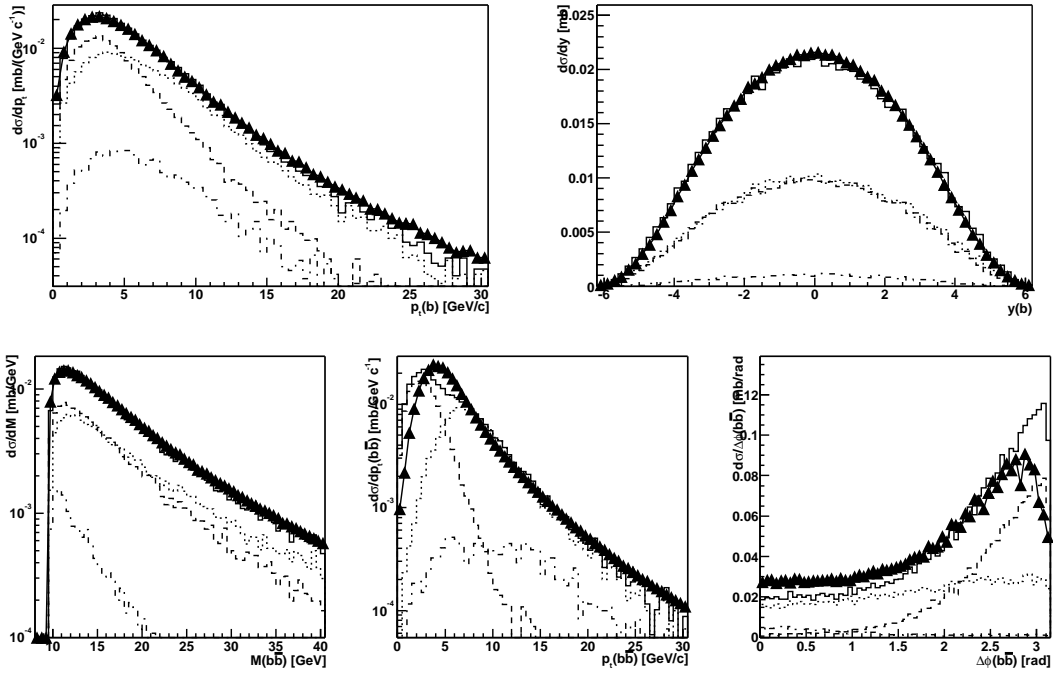 dσ/dpt [mb/(GeV c⁻¹)]
10⁻²
10⁻³
10⁻⁴
0 5 10 15 20 25 30
pt(b) [GeV/c]
dσ/dy [mb]
0.025
0.02
0.015
0.01
0.005
0
-6 -4 -2 0 2 4 6
y(b)
dσ/dM [mb/GeV]
10⁻²
10⁻³
10⁻⁴
10 15 20 25 30 35 40
M(bb̄) [GeV]
dσ/dpt(bb̄) [mb/GeV c⁻¹)
10⁻²
10⁻³
10⁻⁴
0 5 10 15 20 25 30
pt(bb̄) [GeV/c]
dσ/Δϕ(bb̄) [mb/rad
0.12
0.1
0.08
0.06
0.04
0.02
0
0 0.5 1 1.5 2 2.5 3
Δϕ(bb̄) [rad]